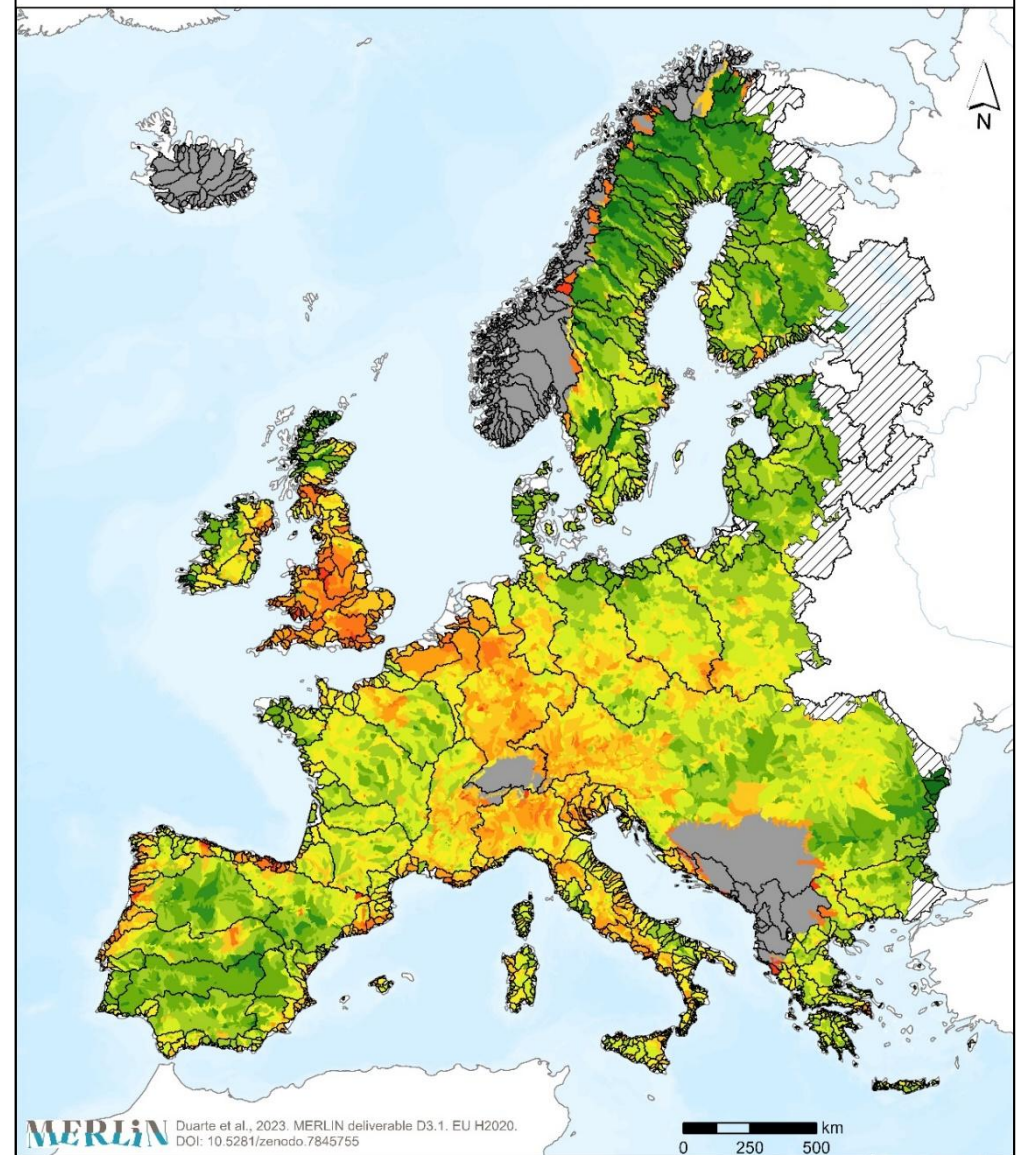 N
MERLiN
Duarte et al., 2023. MERLIN deliverable D3.1. EU H2020.
DOI: 10.5281/zenodo.7845755
km
0 250 500